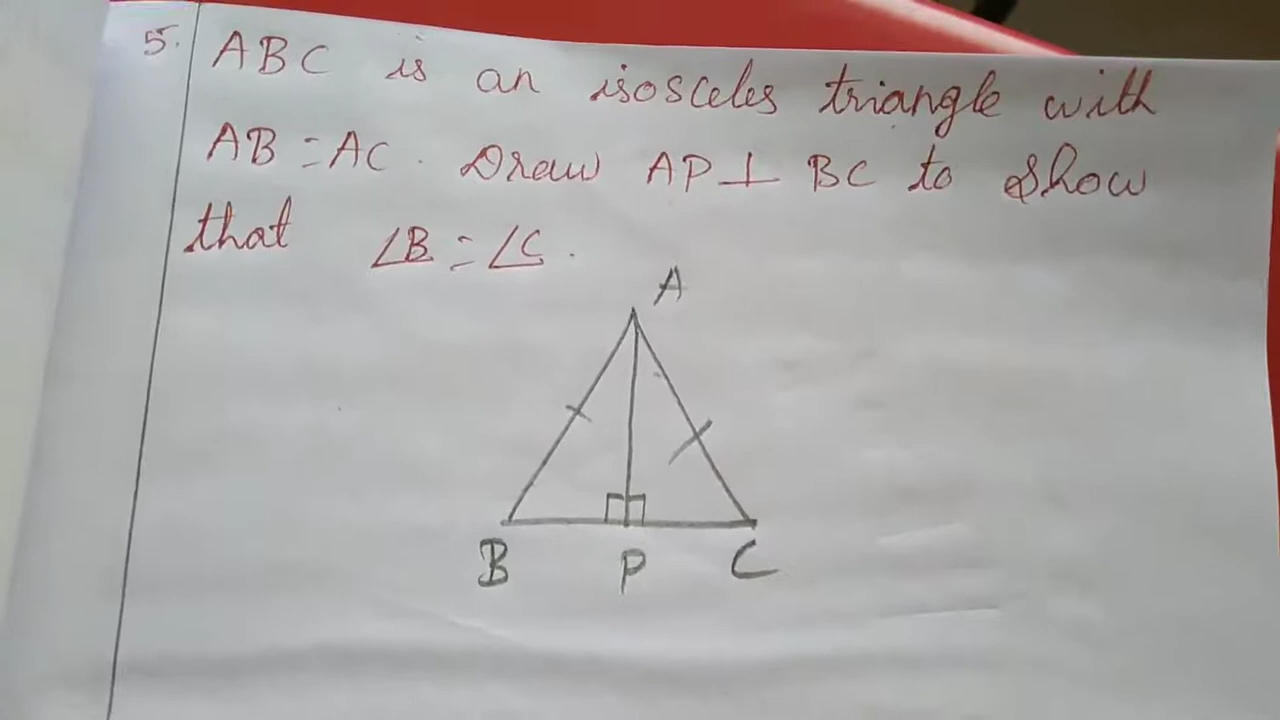 5. ABC is an isosceles triangle with
AB = AC. Draw AP ⊥ BC to show
that ∠B = ∠C.
A
B P C